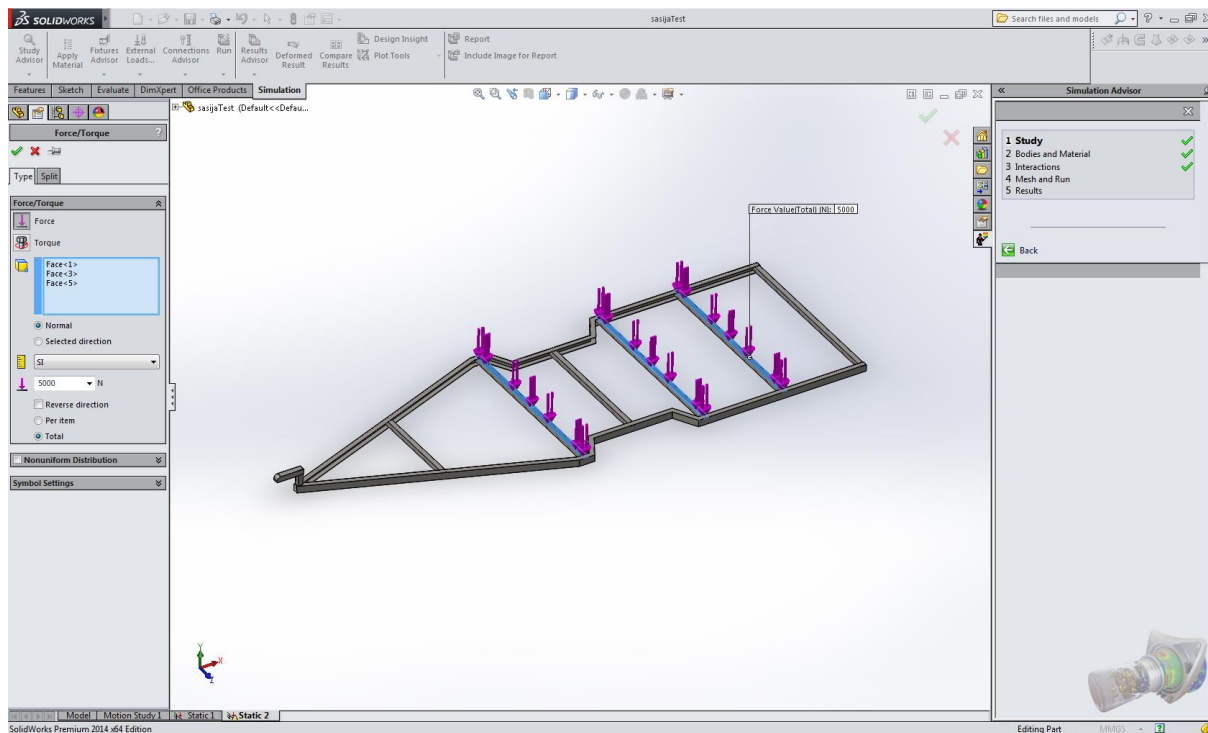 SOLIDWORKS
sasijaTest
Search files and models
Study Advisor
Apply Material
Fixtures Advisor
External Loads...
Connections Advisor
Run
Results Advisor
Deformed Result
Compare Results
Design Insight
Plot Tools
Report
Include Image for Report
Features Sketch Evaluate DimXpert Office Products Simulation
sasijaTest (Default<<Defau...
Force/Torque ?
Type Split
Force/Torque
Force
Torque
Face<1>
Face<3>
Face<5>
Normal
Selected direction
SI
5000 N
Reverse direction
Per item
Total
Nonuniform Distribution
Symbol Settings
Force Value(Total) (N): 5000
Y
X
Z
Simulation Advisor
1 Study
2 Bodies and Material
3 Interactions
4 Mesh and Run
5 Results
Back
Model Motion Study 1 Static 1 Static 2
SolidWorks Premium 2014 x64 Edition
Editing Part
MMGS